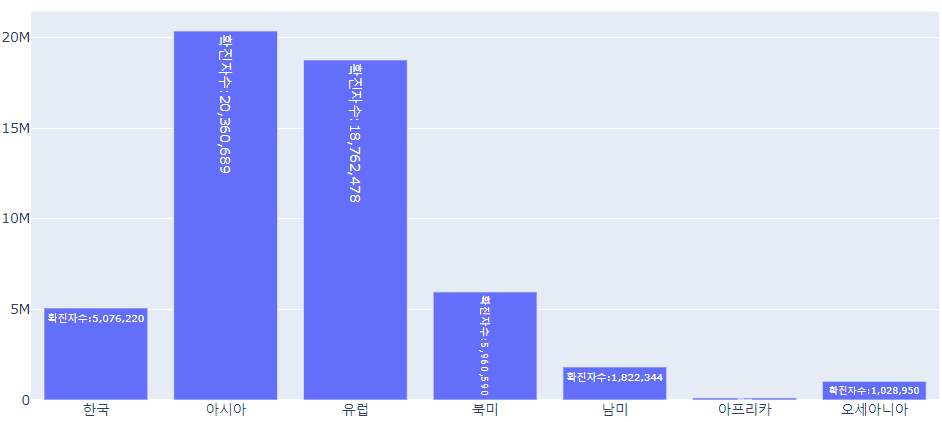 20M
15M
10M
5M
0
확진자수:5,076,220
확진자수:20,360,689
확진자수:18,762,478
확진자수:5,960,590
확진자수:1,822,344
확진자수:1,028,950
한국
아시아
유럽
북미
남미
아프리카
오세아니아